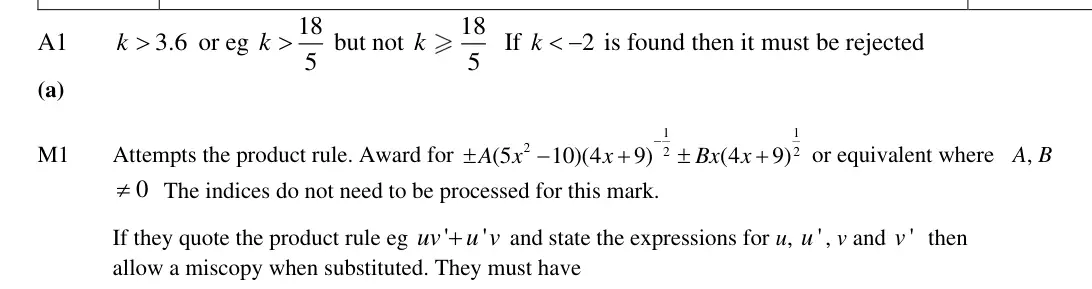 A1 k > 3.6 or eg k > 18/5 but not k ⩾ 18/5 If k < −2 is found then it must be rejected
(a)
M1 Attempts the product rule. Award for ±A(5x² −10)(4x+9)^(−1/2) ± Bx(4x+9)^(1/2) or equivalent where A, B
≠ 0 The indices do not need to be processed for this mark.
If they quote the product rule eg uv'+u'v and state the expressions for u, u', v and v' then
allow a miscopy when substituted. They must have